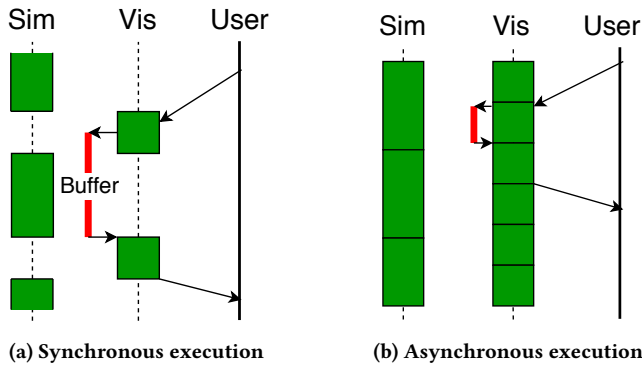 Sim Vis User
Buffer
(a) Synchronous execution
Sim Vis User
(b) Asynchronous execution